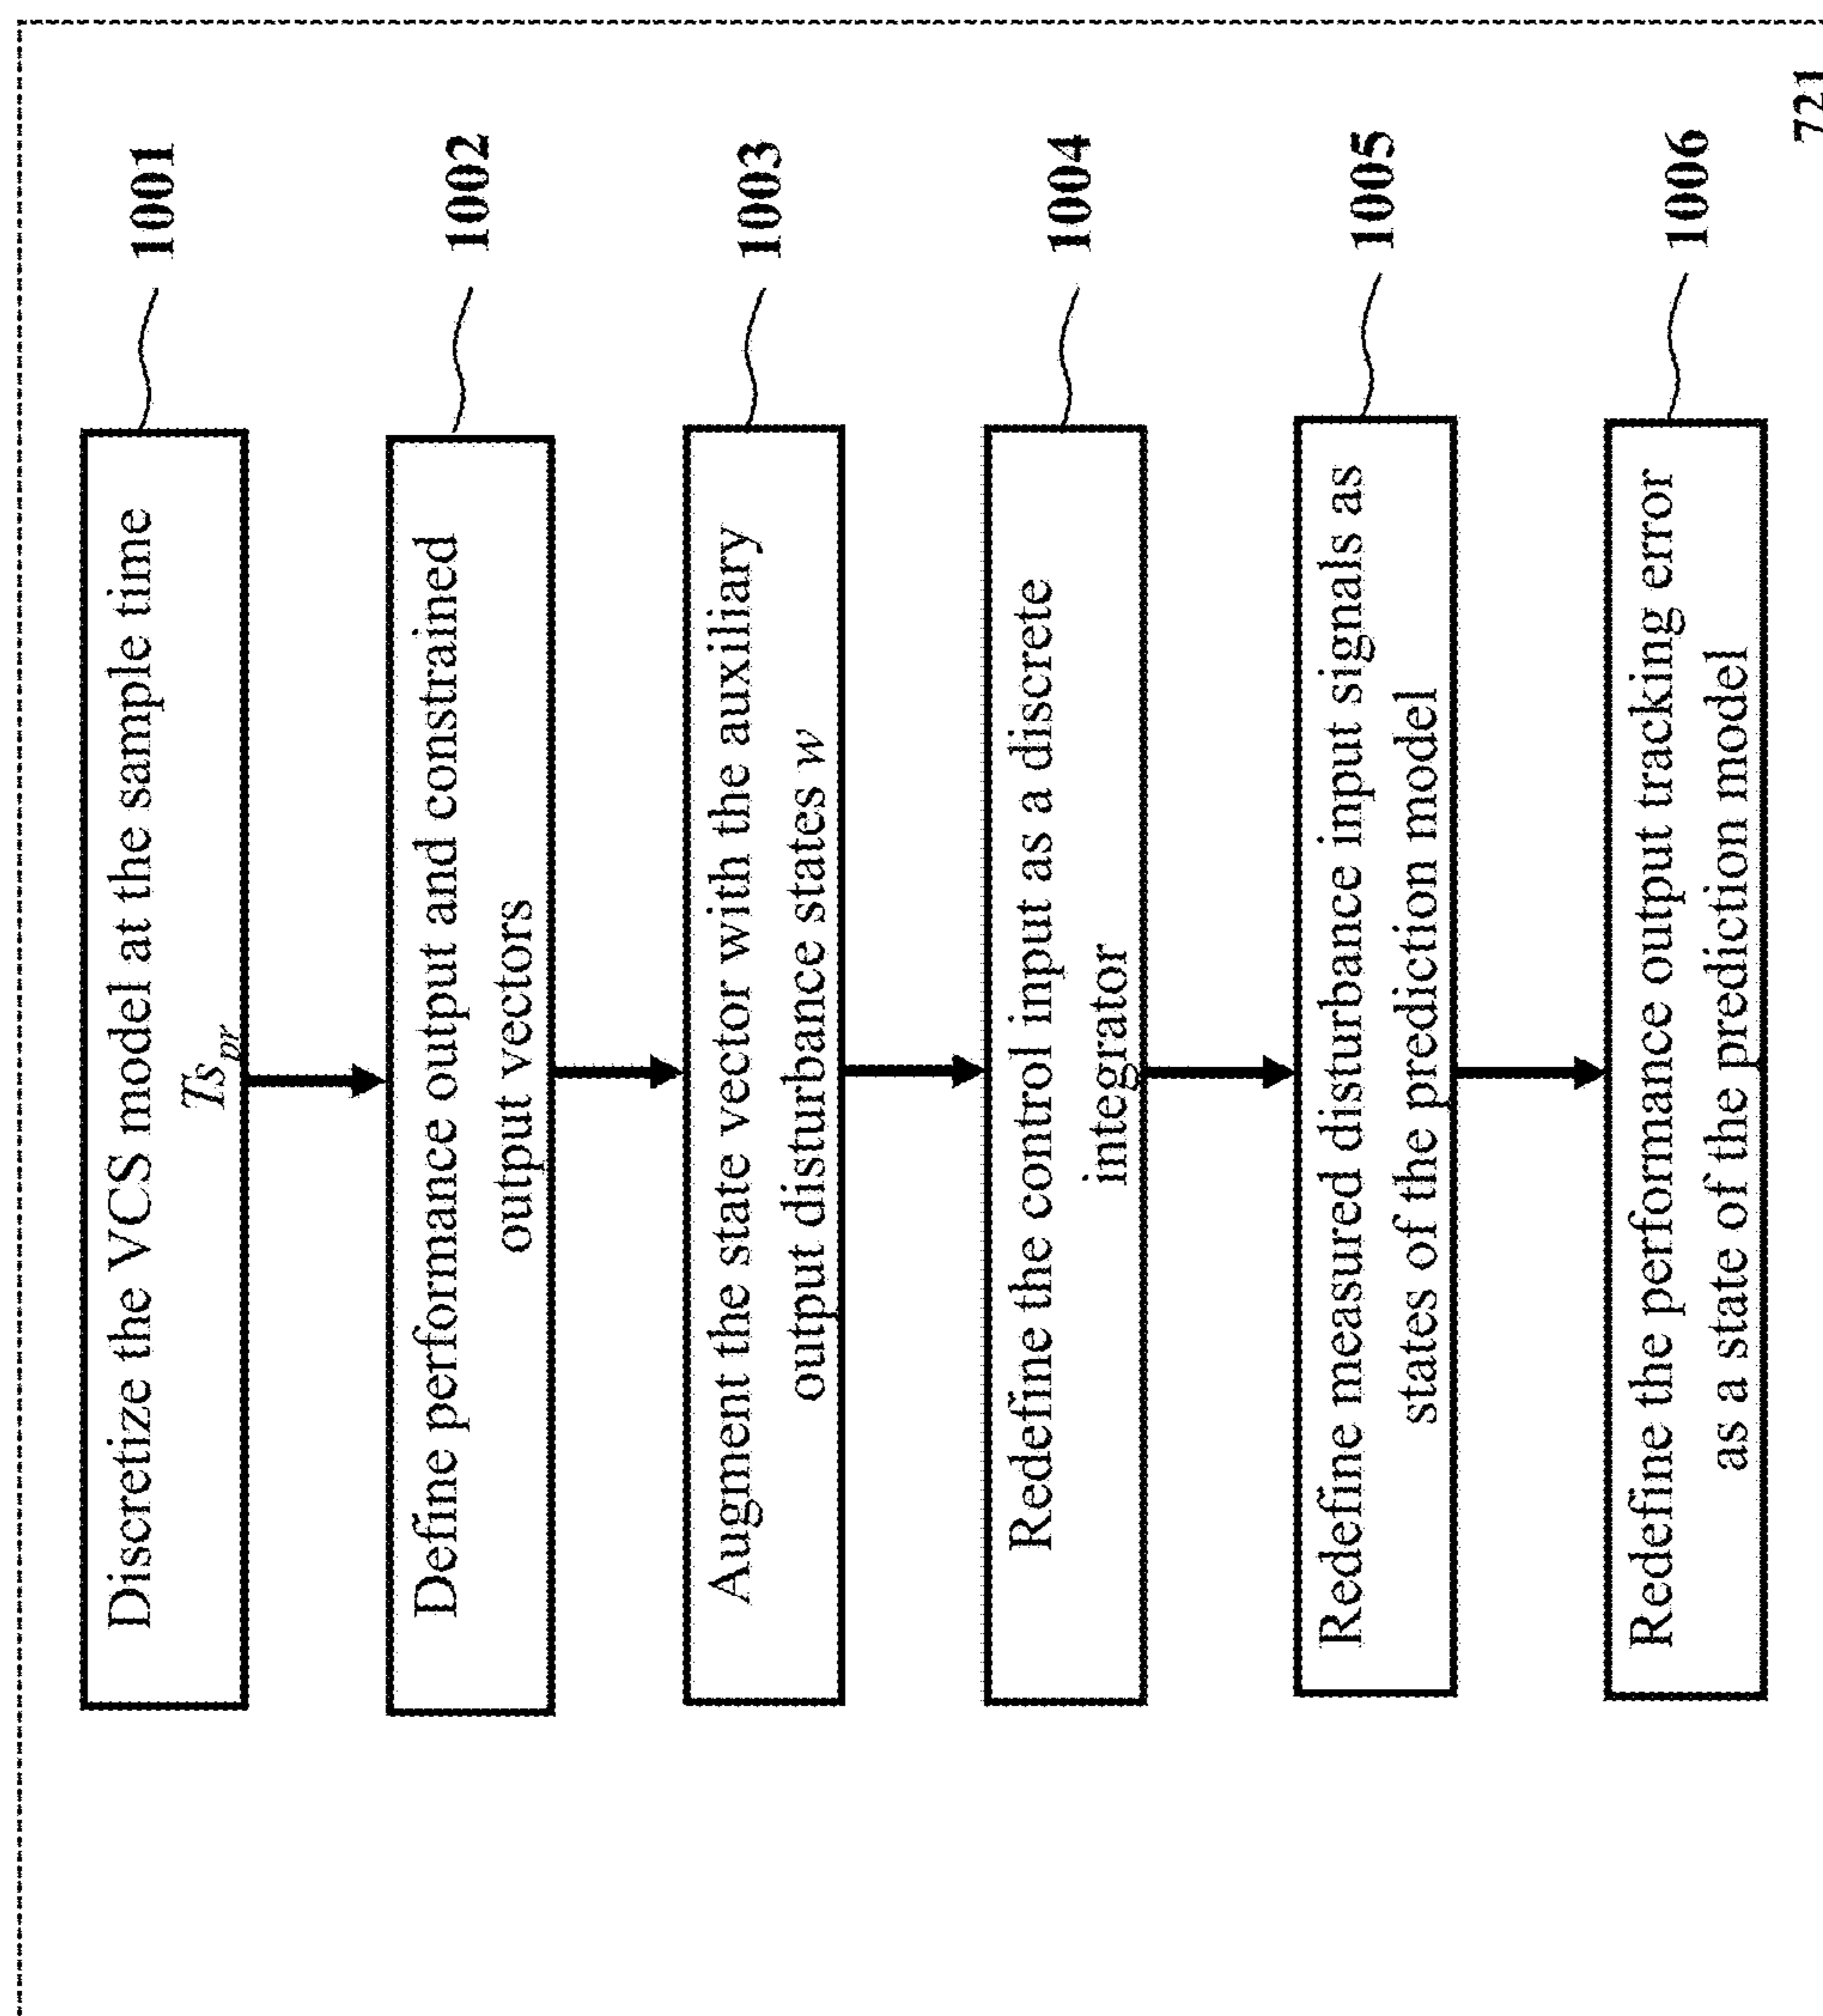 Discretize the VCS model at the sample time
Ts_pr
1001
Define performance output and constrained
output vectors
1002
Augment the state vector with the auxiliary
output disturbance states w
1003
Redefine the control input as a discrete
integrator
1004
Redefine measured disturbance input signals as
states of the prediction model
1005
Redefine the performance output tracking error
as a state of the prediction model
1006
721